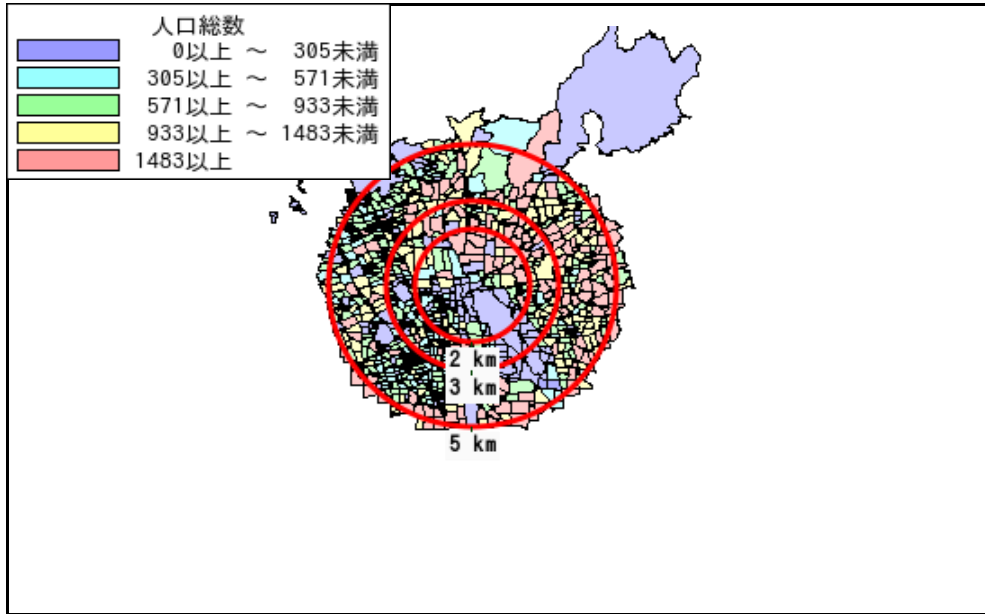 人口総数
0以上 ～ 305未満
305以上 ～ 571未満
571以上 ～ 933未満
933以上 ～ 1483未満
1483以上
2 km
3 km
5 km